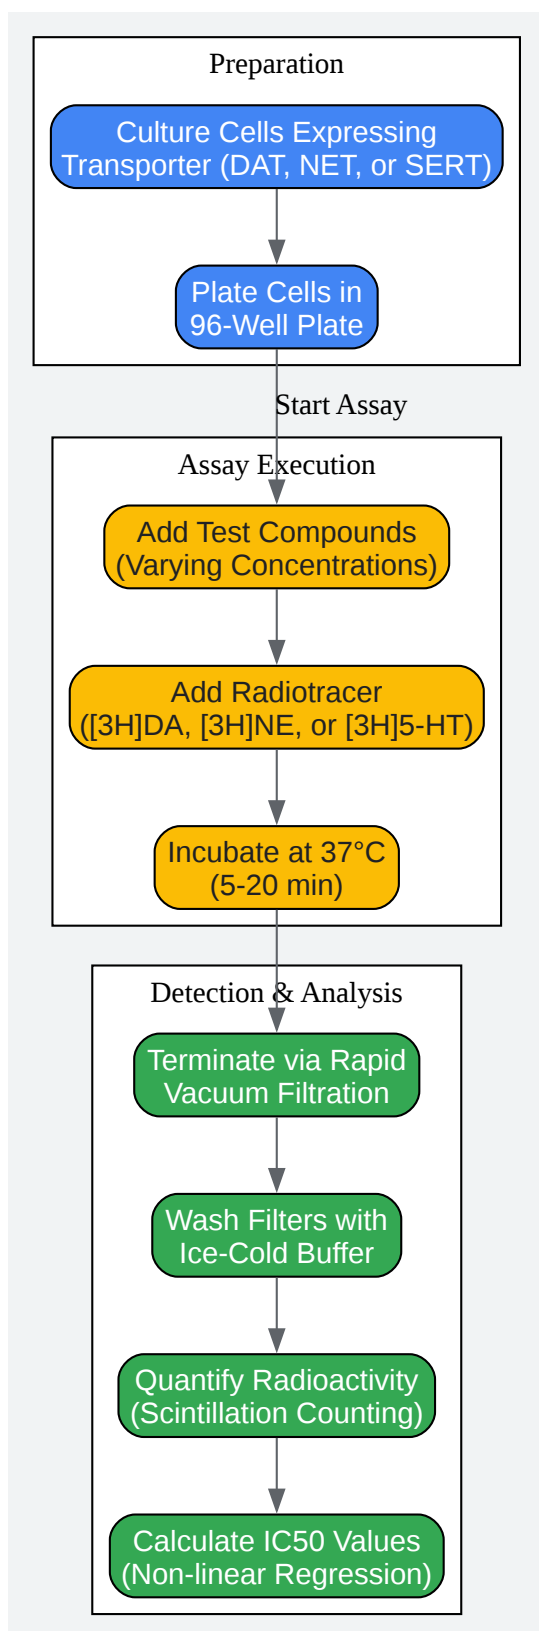 Preparation
Culture Cells Expressing
Transporter (DAT, NET, or SERT)
Plate Cells in
96-Well Plate
Start Assay
Assay Execution
Add Test Compounds
(Varying Concentrations)
Add Radiotracer
([3H]DA, [3H]NE, or [3H]5-HT)
Incubate at 37°C
(5-20 min)
Detection & Analysis
Terminate via Rapid
Vacuum Filtration
Wash Filters with
Ice-Cold Buffer
Quantify Radioactivity
(Scintillation Counting)
Calculate IC50 Values
(Non-linear Regression)